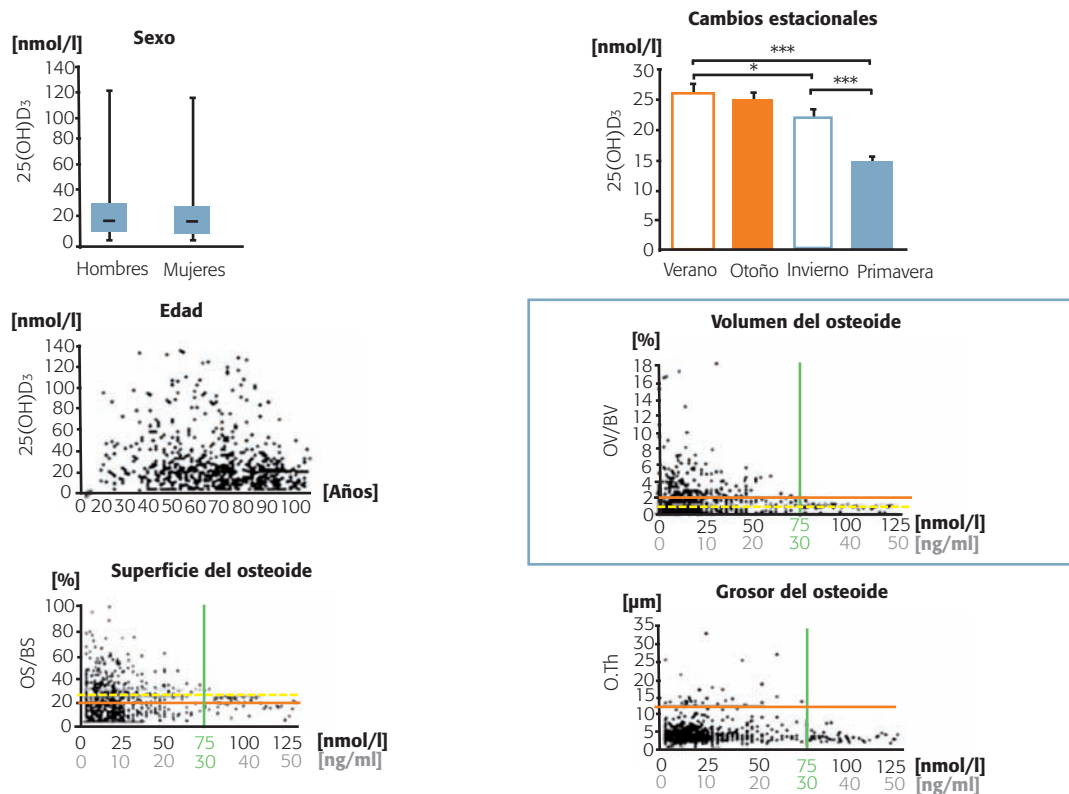 Sexo
[nmol/l]
25(OH)D₃
140
120
100
80
60
40
20
0
Hombres Mujeres
Cambios estacionales
[nmol/l]
25(OH)D₃
30
25
20
15
10
5
0
***
* ***
Verano Otoño Invierno Primavera
Edad
[nmol/l]
25(OH)D₃
140
120
100
80
60
40
20
0
0 20 30 40 50 60 70 80 90 100 [Años]
Volumen del osteoide
[%]
OV/BV
18
16
14
12
10
8
6
4
2
0
0 25 50 75 100 125 [nmol/l]
0 10 20 30 40 50 [ng/ml]
Superficie del osteoide
[%]
OS/BS
100
80
60
40
20
0
0 25 50 75 100 125 [nmol/l]
0 10 20 30 40 50 [ng/ml]
Grosor del osteoide
[µm]
O.Th
35
30
25
20
15
10
5
0
0 25 50 75 100 125 [nmol/l]
0 10 20 30 40 50 [ng/ml]